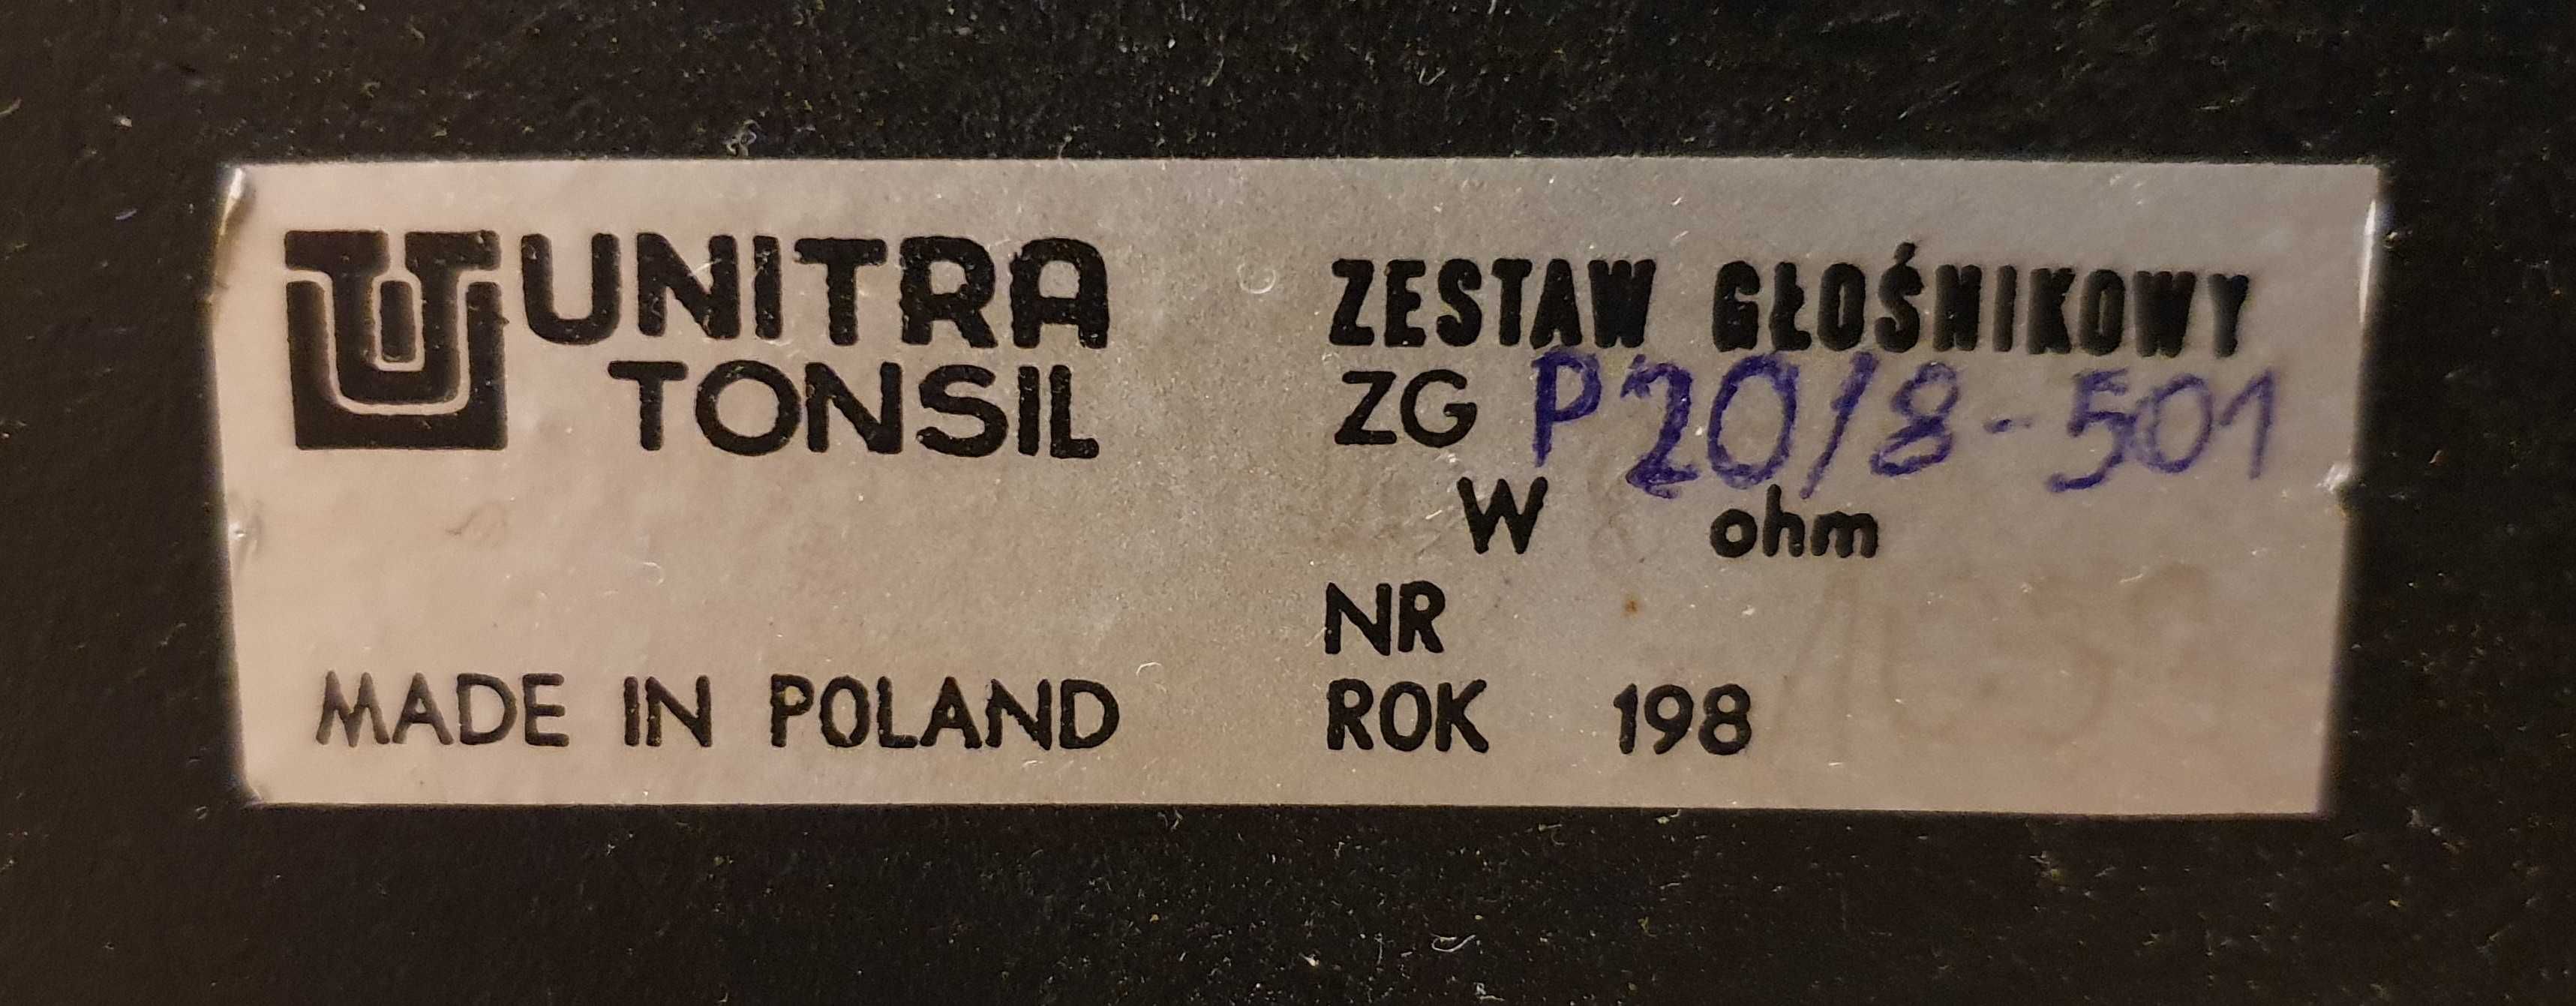 UNITRA
TONSIL
MADE IN POLAND
ZESTAW GŁOŚNIKOWY
ZG P20/8-501
W ohm
NR
ROK 198